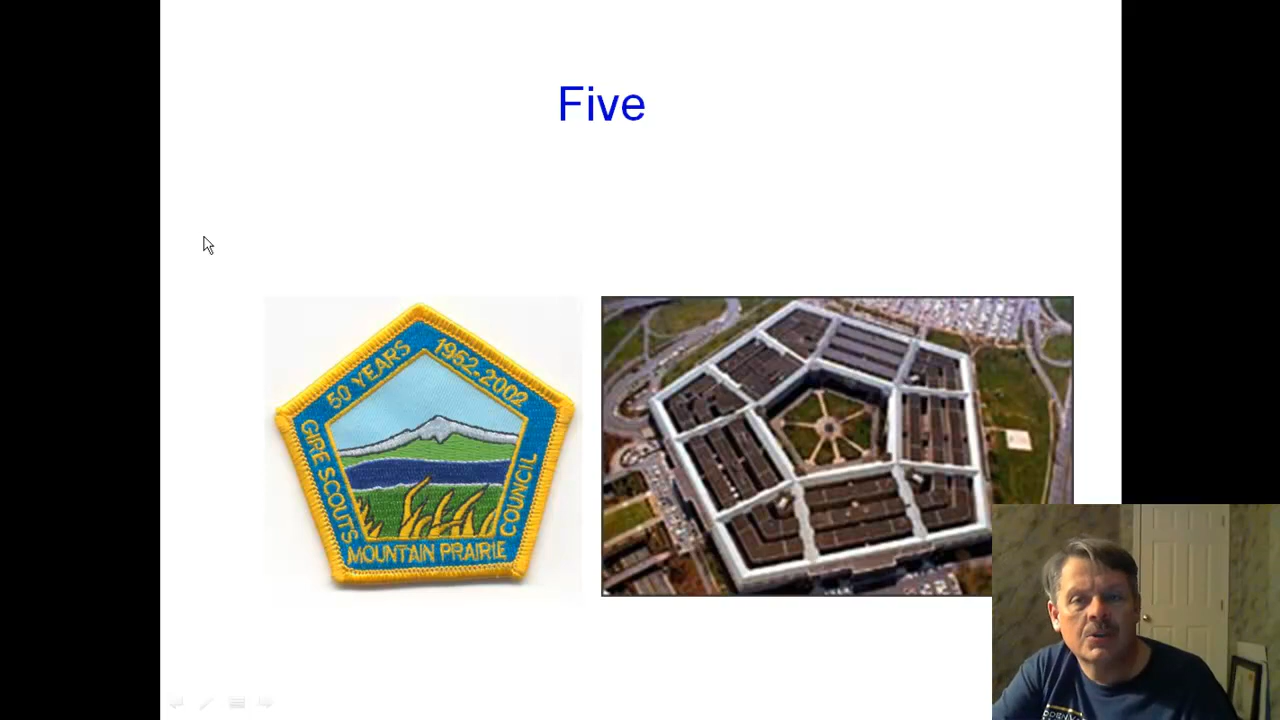 Five
50 YEARS
1952-2002
GIRL SCOUTS
MOUNTAIN PRAIRIE
COUNCIL